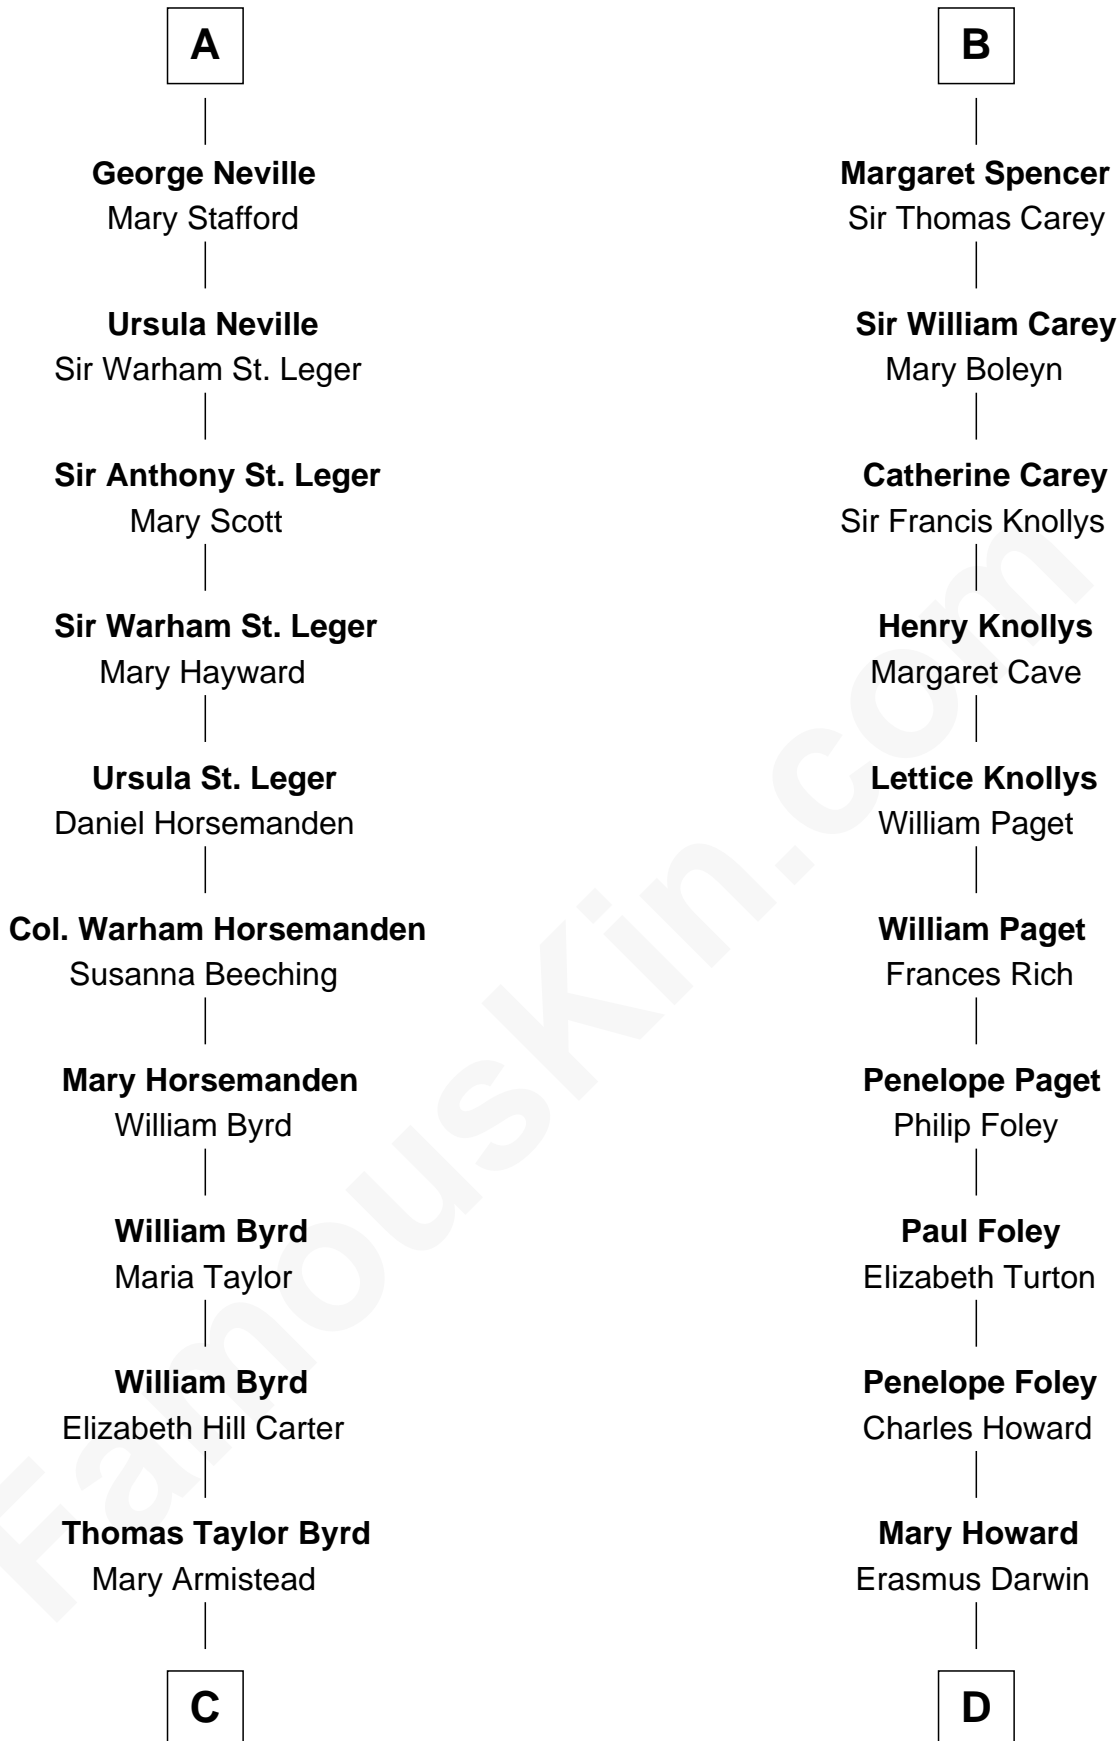 A
George Neville
Mary Stafford
Ursula Neville
Sir Warham St. Leger
Sir Anthony St. Leger
Mary Scott
Sir Warham St. Leger
Mary Hayward
Ursula St. Leger
Daniel Horsemanden
Col. Warham Horsemanden
Susanna Beeching
Mary Horsemanden
William Byrd
William Byrd
Maria Taylor
William Byrd
Elizabeth Hill Carter
Thomas Taylor Byrd
Mary Armistead
C
B
Margaret Spencer
Sir Thomas Carey
Sir William Carey
Mary Boleyn
Catherine Carey
Sir Francis Knollys
Henry Knollys
Margaret Cave
Lettice Knollys
William Paget
William Paget
Frances Rich
Penelope Paget
Philip Foley
Paul Foley
Elizabeth Turton
Penelope Foley
Charles Howard
Mary Howard
Erasmus Darwin
D
FamousKin.com